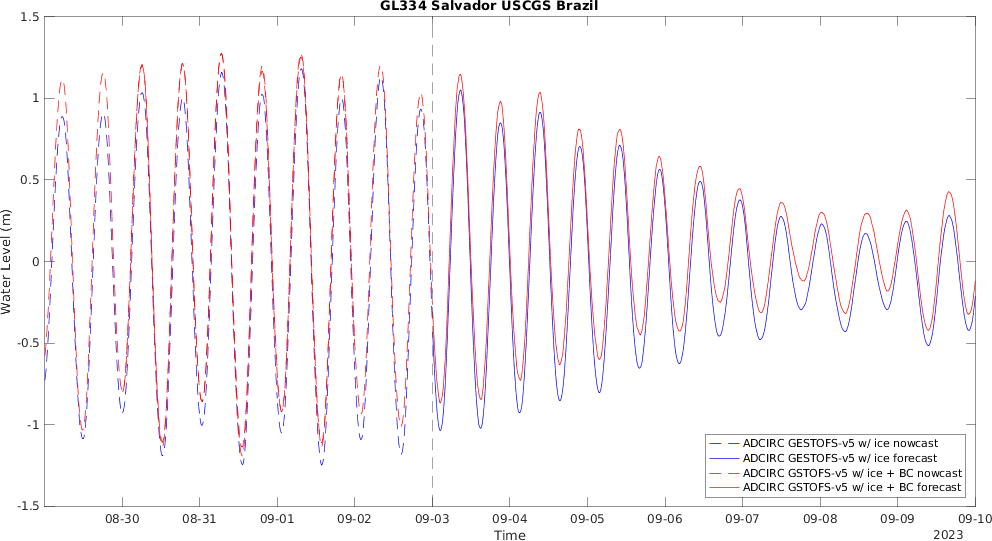 GL334 Salvador USCGS Brazil
1.5
1
0.5
0
-0.5
-1
-1.5
Water Level (m)
ADCIRC GESTOFS-v5 w/ ice nowcast
ADCIRC GESTOFS-v5 w/ ice forecast
ADCIRC GSTOFS-v5 w/ ice + BC nowcast
ADCIRC GSTOFS-v5 w/ ice + BC forecast
08-30 08-31 09-01 09-02 09-03 09-04 09-05 09-06 09-07 09-08 09-09 09-10
Time
2023